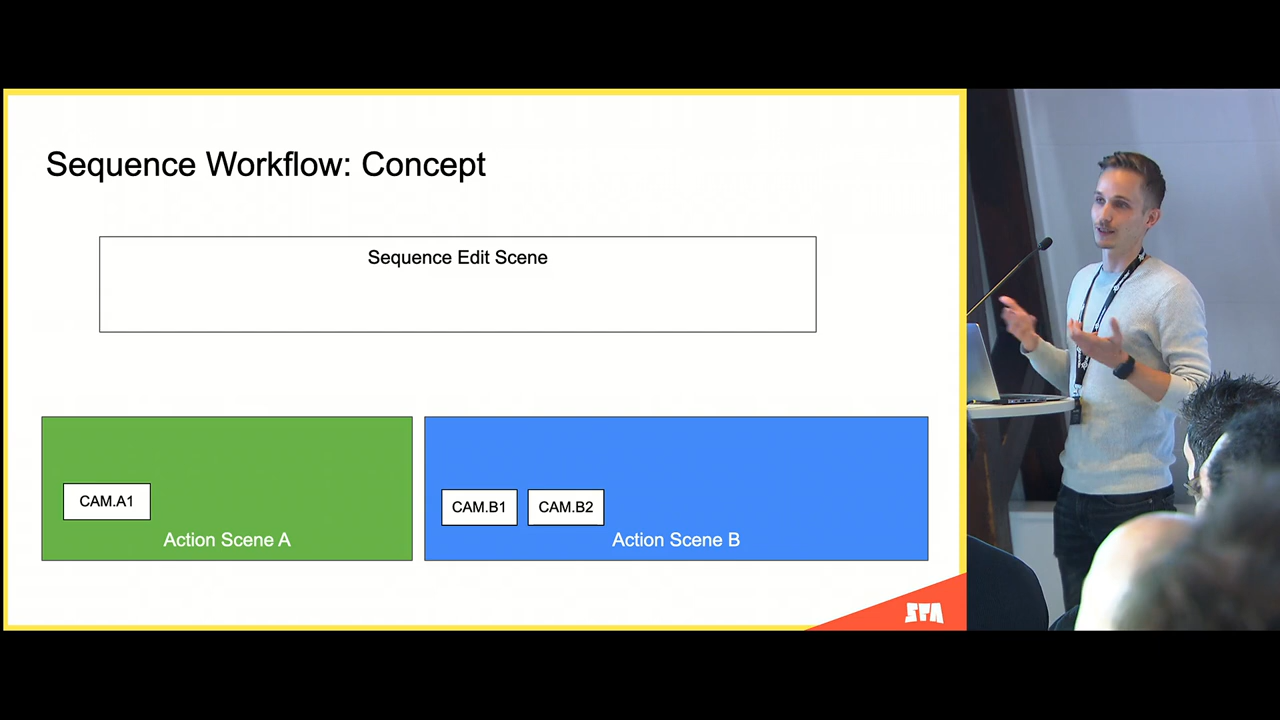 Sequence Workflow: Concept
Sequence Edit Scene
CAM.A1
CAM.B1
CAM.B2
Action Scene A
Action Scene B
SPA